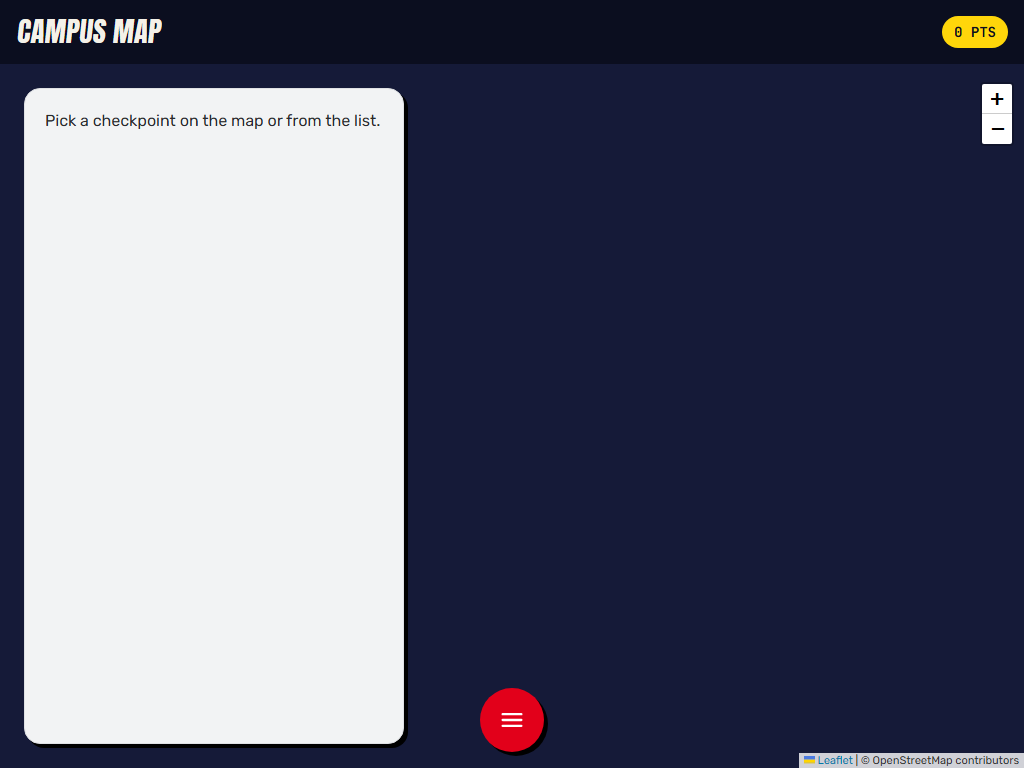 CAMPUS MAP
0 PTS
Pick a checkpoint on the map or from the list.
+
−
Leaflet | © OpenStreetMap contributors